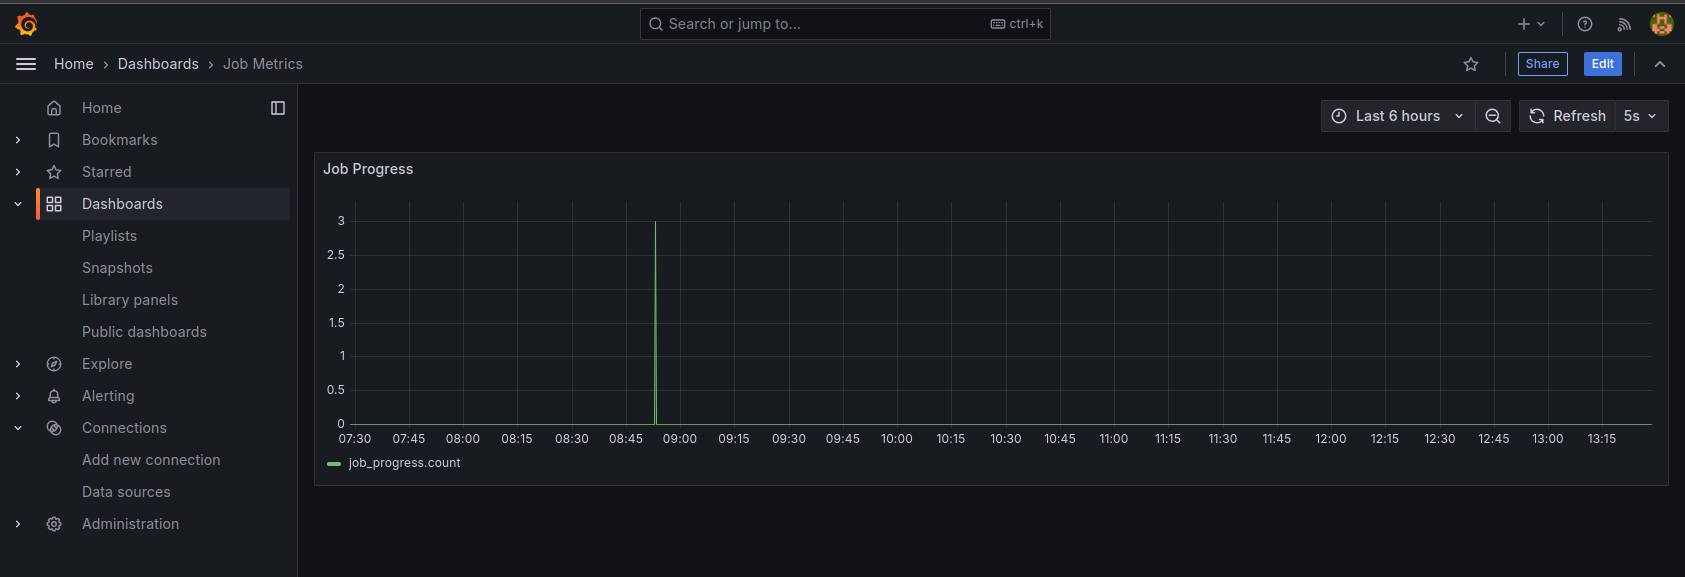 Search or jump to... ctrl+k
Home › Dashboards › Job Metrics
Share Edit
Home
Bookmarks
Starred
Dashboards
Playlists
Snapshots
Library panels
Public dashboards
Explore
Alerting
Connections
Add new connection
Data sources
Administration
Last 6 hours Refresh 5s
Job Progress
3
2.5
2
1.5
1
0.5
0
07:30 07:45 08:00 08:15 08:30 08:45 09:00 09:15 09:30 09:45 10:00 10:15 10:30 10:45 11:00 11:15 11:30 11:45 12:00 12:15 12:30 12:45 13:00 13:15
job_progress.count